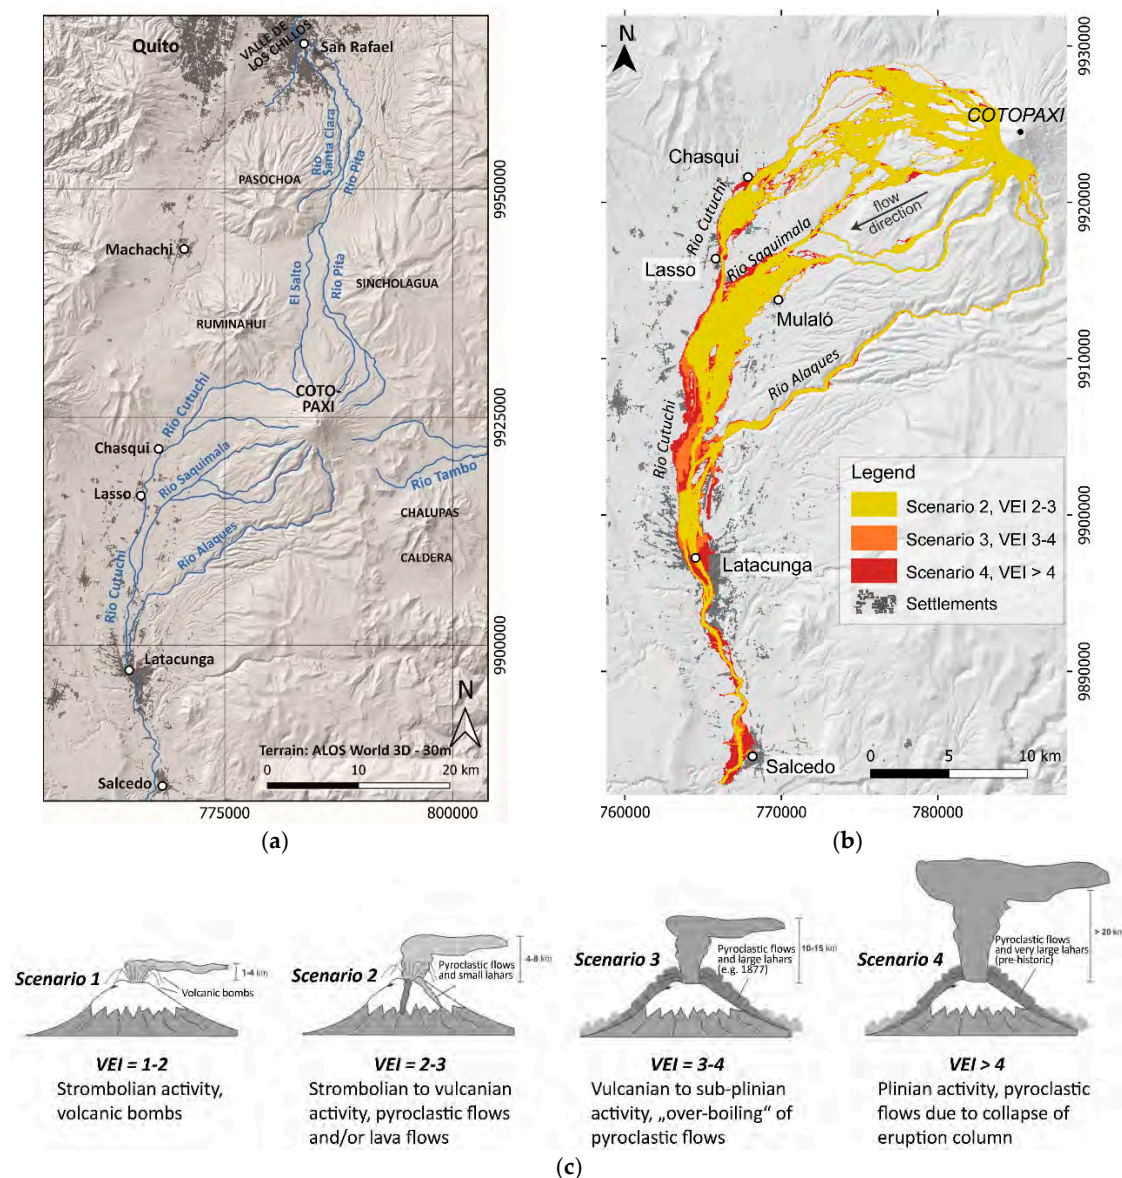 Quito
VALLE DE
LOS CHILLOS
San Rafael
Rio
Santa Clara
Rio Pita
PASOCHOA
9950000
Machachi
El Salto
Rio Pita
SINCHOLAGUA
RUMINAHUI
COTO-
PAXI
Rio Cutuchi
9925000
Chasqui
Rio Saquimala
Rio Tambo
Lasso
CHALUPAS
Rio Alaques
CALDERA
Rio Cutuchi
9900000
Latacunga
N
Terrain: ALOS World 3D - 30m
0 10 20 km
Salcedo
775000 800000
(a)
N
9930000
COTOPAXI
Chasqui
Rio Cutuchi
9920000
flow
direction
Rio Saquimala
Lasso
Mulaló
9910000
Rio Alaques
Rio Cutuchi
Legend
Scenario 2, VEI 2-3
9900000
Scenario 3, VEI 3-4
Latacunga
Scenario 4, VEI > 4
Settlements
9890000
0 5 10 km
Salcedo
760000 770000 780000
(b)
Scenario 1
1-4 km
Volcanic bombs
VEI = 1-2
Strombolian activity,
volcanic bombs
Scenario 2
4-8 km
Pyroclastic flows
and small lahars
VEI = 2-3
Strombolian to vulcanian
activity, pyroclastic flows
and/or lava flows
Scenario 3
10-15 km
Pyroclastic flows
and large lahars
(e.g. 1877)
VEI = 3-4
Vulcanian to sub-plinian
activity, „over-boiling“ of
pyroclastic flows
Scenario 4
> 20 km
Pyroclastic flows
and very large lahars
(pre-historic)
VEI > 4
Plinian activity, pyroclastic
flows due to collapse of
eruption column
(c)